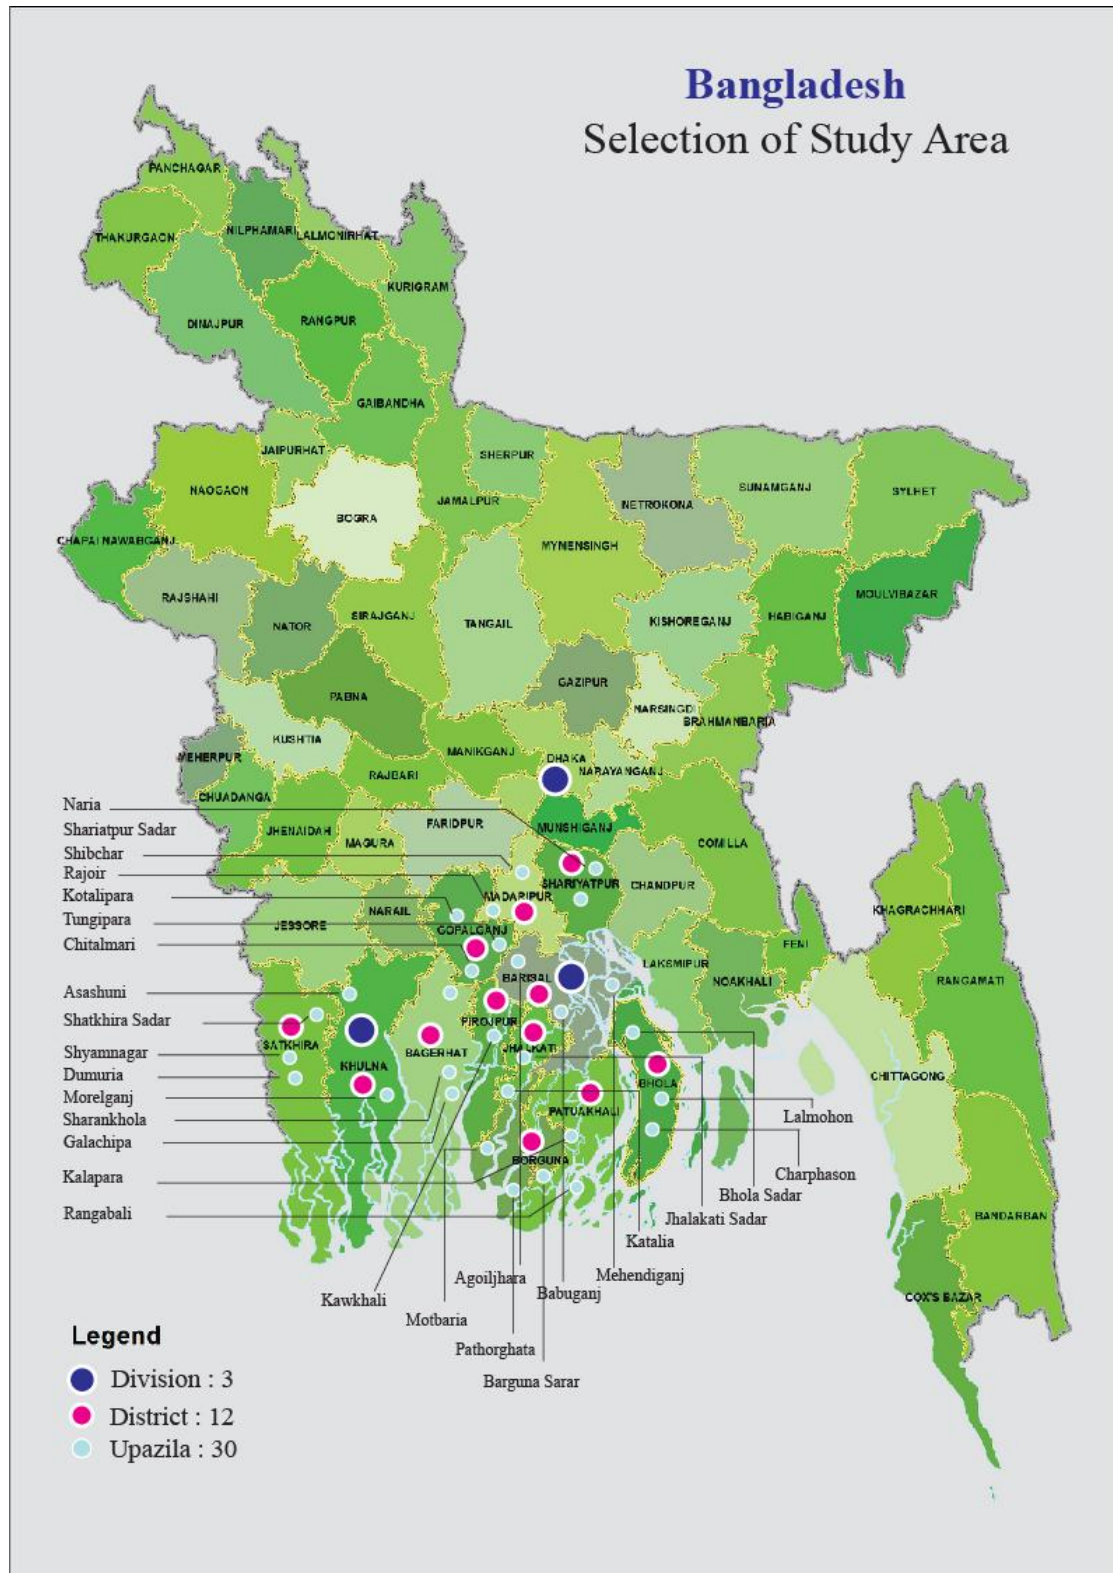 Bangladesh
Selection of Study Area
PANCHAGAR
THAKURGAON
NILPHAMARI
LALMONIRHAT
KURIGRAM
DINAJPUR
RANGPUR
GAIBANDHA
JAIPURHAT
SHERPUR
NAOGAON
BOGRA
JAMALPUR
NETROKONA
SUNAMGANJ
SYLHET
MYMENSINGH
CHAPAI NAWABGANJ
RAJSHAHI
NATOR
SIRAJGANJ
TANGAIL
KISHOREGANJ
HABIGANJ
MOULVIBAZAR
PABNA
GAZIPUR
NARSINGDI
BRAHMANBARIA
KUSHTIA
MEHERPUR
MANIKGANJ
DHAKA
NARAYANGANJ
RAJBARI
CHUADANGA
JHENAIDAH
MAGURA
FARIDPUR
MUNSHIGANJ
COMILLA
SHARIYATPUR
CHANDPUR
MADARIPUR
JESSORE
NARAIL
GOPALGANJ
KHAGRACHHARI
FENI
LAKSMIPUR
NOAKHALI
RANGAMATI
BARISAL
PIROJPUR
SATKHIRA
KHULNA
BAGERHAT
JHALKATI
BHOLA
PATUAKHALI
BORGUNA
CHITTAGONG
BANDARBAN
COX'S BAZAR
Naria
Shariatpur Sadar
Shibchar
Rajoir
Kotalipara
Tungipara
Chitalmari
Asashuni
Shatkhira Sadar
Shyamnagar
Dumuria
Morelganj
Sharankhola
Galachipa
Kalapara
Rangabali
Lalmohon
Charphason
Bhola Sadar
Jhalakati Sadar
Katalia
Mehendiganj
Babuganj
Agoiljhara
Kawkhali
Motbaria
Pathorghata
Barguna Sarar
Legend
Division : 3
District : 12
Upazila : 30